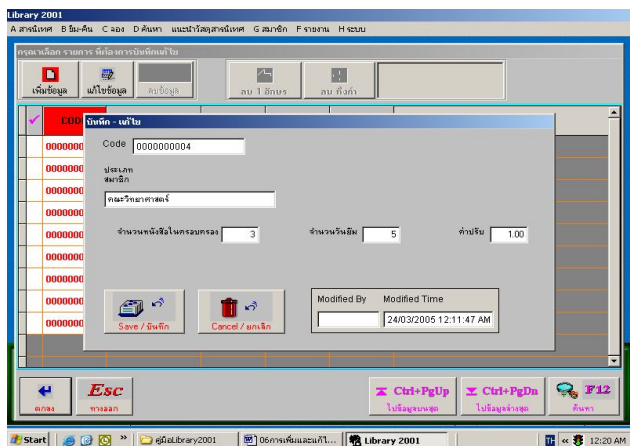 Library 2001
A สารนิเทศ B ยืม-คืน C จอง D ค้นหา แนะนำวัสดุสารนิเทศ G สมาชิก F รายงาน H ระบบ
กรุณาเลือก รายการ ที่ต้องการบันทึกแก้ไข
เพิ่มข้อมูล แก้ไขข้อมูล ลบข้อมูล ลบ 1 อักษร ลบ ทั้งคำ
COD
บันทึก - แก้ไข
Code 0000000004
ประเภท
สมาชิก
คณะวิทยาศาสตร์
จำนวนหนังสือในครอบครอง 3 จำนวนวันยืม 5 ค่าปรับ 1.00
0000000
0000000
0000000
0000000
0000000
0000000
0000000
0000000
0000000
Modified By Modified Time
24/03/2005 12:11:47 AM
Save / บันทึก Cancel / ยกเลิก
Esc Ctrl+PgUp Ctrl+PgDn F12
ตกลง ทางออก ไปข้อมูลบนสุด ไปข้อมูลล่างสุด ค้นหา
Start » คู่มือLibrary2001 06การเพิ่มและแก้ไ... Library 2001 TH « 12:20 AM